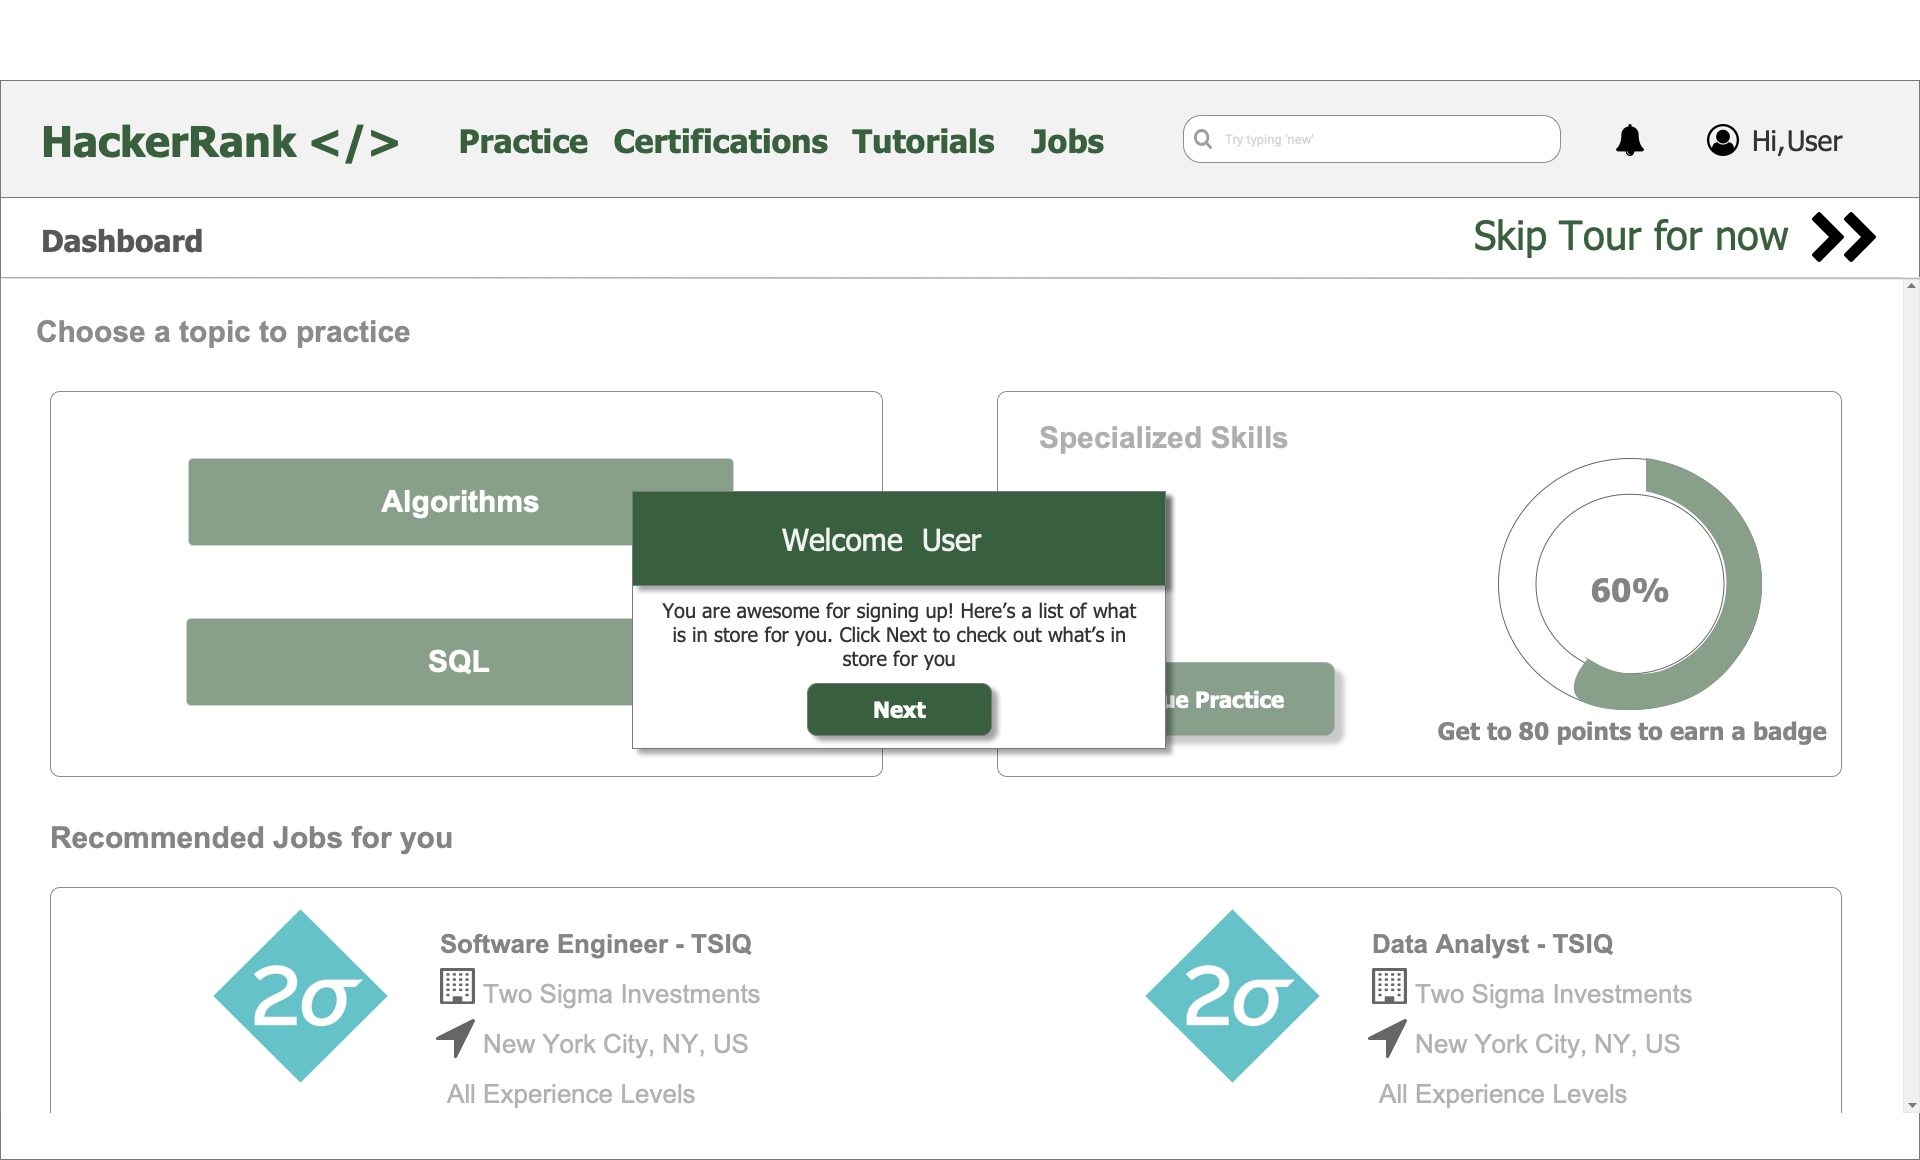 HackerRank </> Practice Certifications Tutorials Jobs Try typing 'new' Hi,User
Dashboard Skip Tour for now
Choose a topic to practice
Algorithms
SQL
Specialized Skills
60%
Get to 80 points to earn a badge
Welcome User
You are awesome for signing up! Here's a list of what
is in store for you. Click Next to check out what's in
store for you
Next
ue Practice
Recommended Jobs for you
2σ
Software Engineer - TSIQ
Two Sigma Investments
New York City, NY, US
All Experience Levels
2σ
Data Analyst - TSIQ
Two Sigma Investments
New York City, NY, US
All Experience Levels